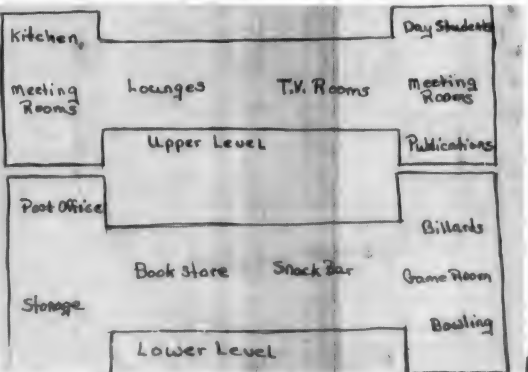 Kitchen,
Day Students
Meeting
Rooms
Lounges
T.V. Rooms
Meeting
Rooms
Upper Level
Publications
Post Office
Billards
Book store
Snack Bar
Game Room
Storage
Bowling
Lower Level